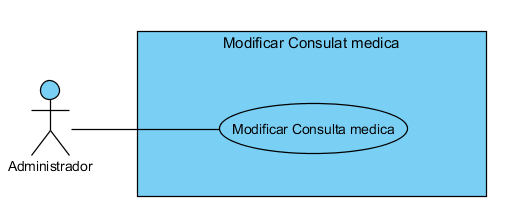 Modificar Consulat medica
Modificar Consulta medica
Administrador